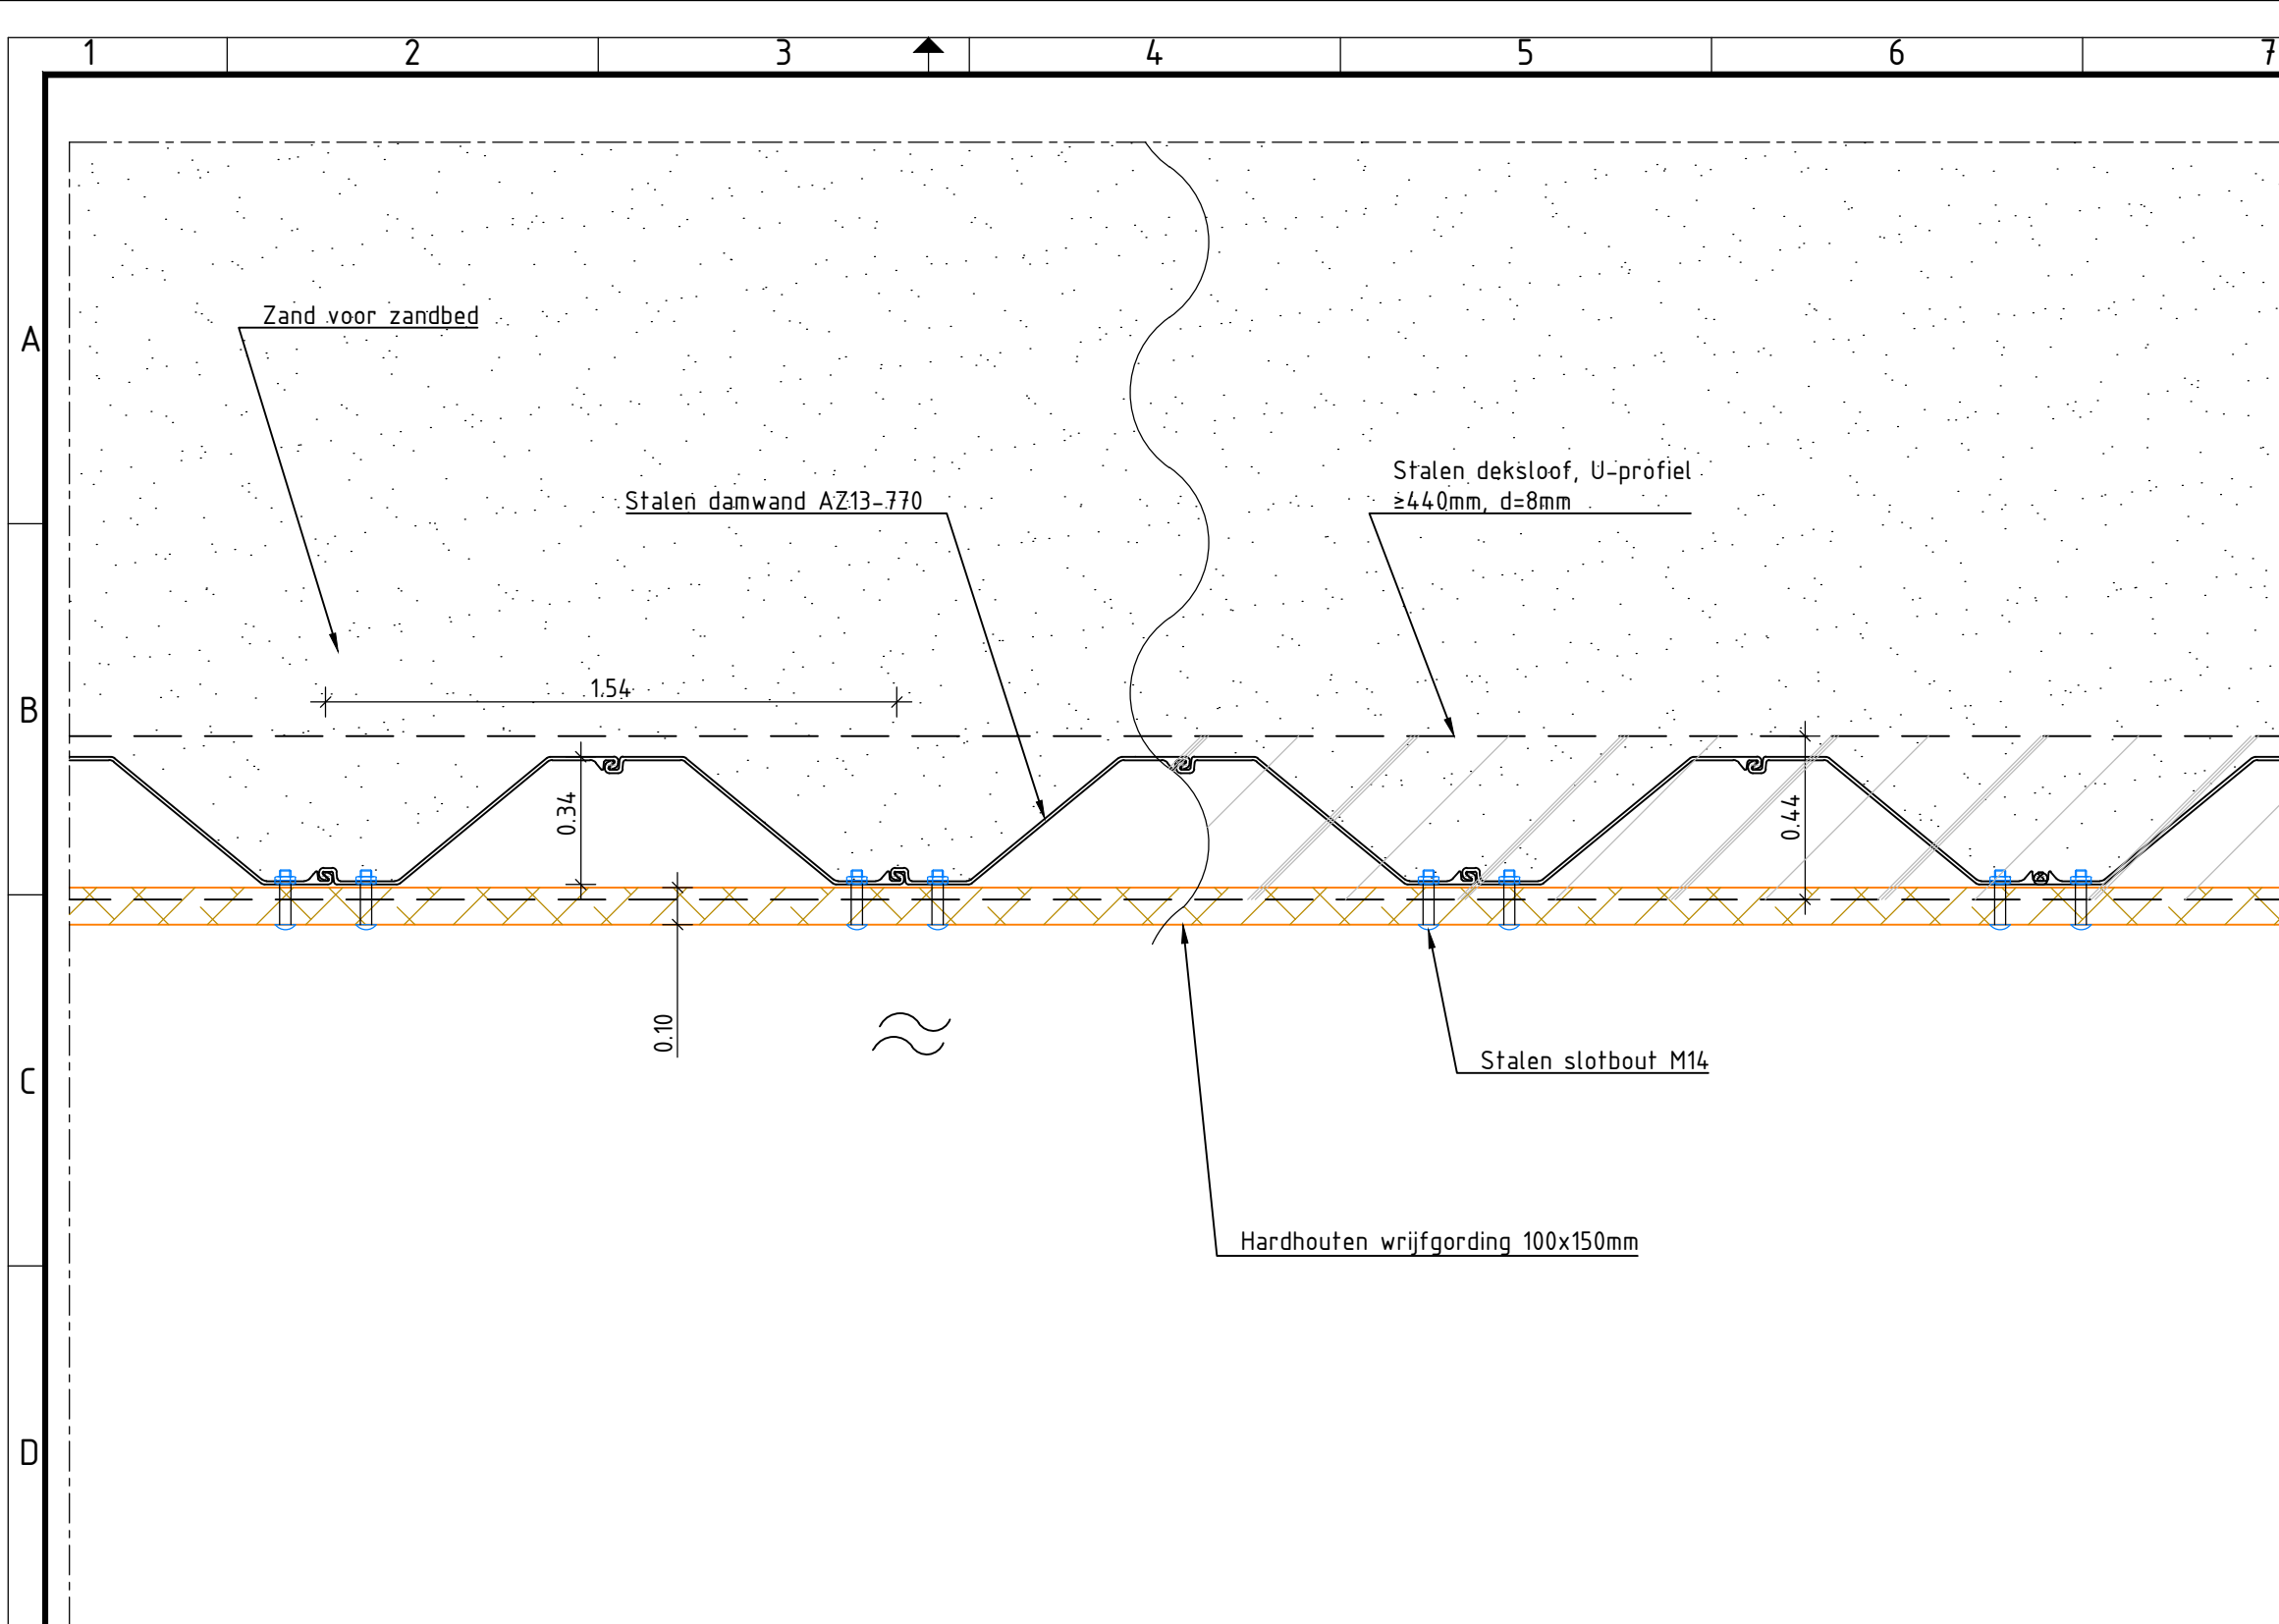 1 2 3 4 5 6 7
A
Zand voor zandbed
Stalen deksloof, U-profiel
≥440mm, d=8mm
Stalen damwand AZ13-770
B
1.54
0.34
0.44
0.10
C
Stalen slotbout M14
Hardhouten wrijfgording 100x150mm
D